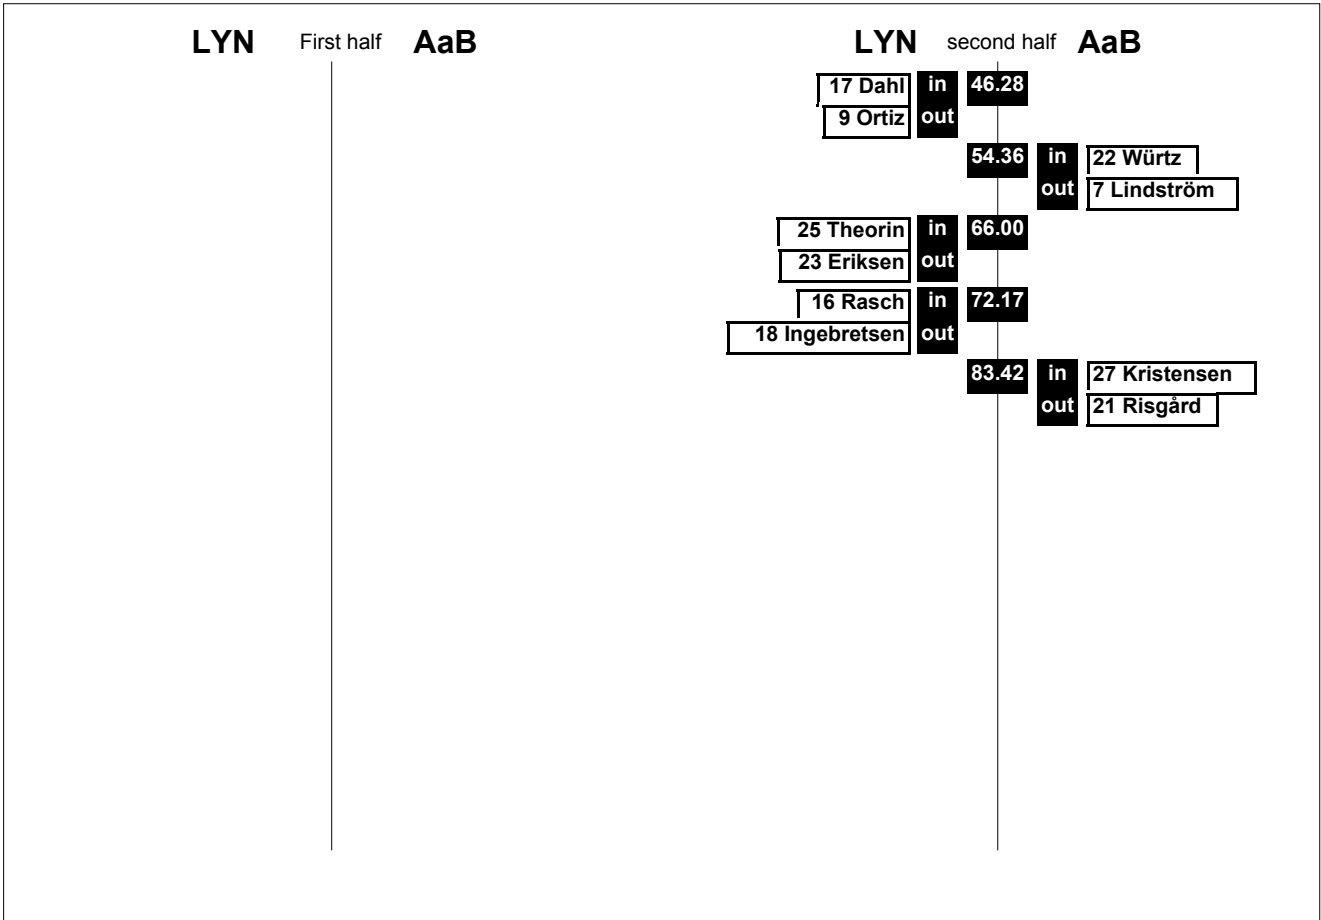 LYN First half AaB LYN second half AaB
17 Dahl in 46.28
9 Ortiz out
54.36 in 22 Würtz
out 7 Lindström
25 Theorin in 66.00
23 Eriksen out
16 Rasch in 72.17
18 Ingebretsen out
83.42 in 27 Kristensen
out 21 Risgård